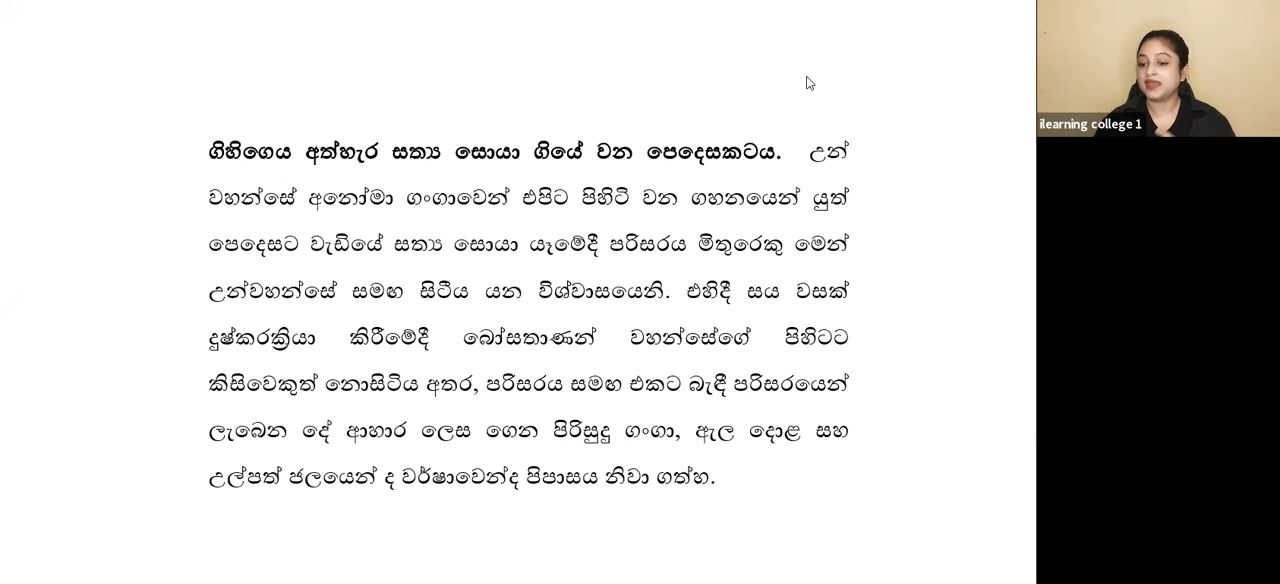 ගිහිගෙය අත්හැර සත්‍ය සොයා ගියේ වන පෙදෙසකටය. උන්
වහන්සේ අනෝමා ගංගාවෙන් එපිට පිහිටි වන ගහනයෙන් යුත්
පෙදෙසට වැඩියේ සත්‍ය සොයා යෑමේදී පරිසරය මිතුරෙකු මෙන්
උන්වහන්සේ සමඟ සිටීය යන විශ්වාසයෙනි. එහිදී සය වසක්
දුෂ්කරක්‍රියා කිරීමේදී බෝසතාණන් වහන්සේගේ පිහිටට
කිසිවෙකුත් නොසිටිය අතර, පරිසරය සමඟ එකට බැඳී පරිසරයෙන්
ලැබෙන දේ ආහාර ලෙස ගෙන පිරිසුදු ගංගා, ඇල දොළ සහ
උල්පත් ජලයෙන් ද වර්ෂාවෙන්ද පිපාසය නිවා ගත්හ.
ilearning college 1